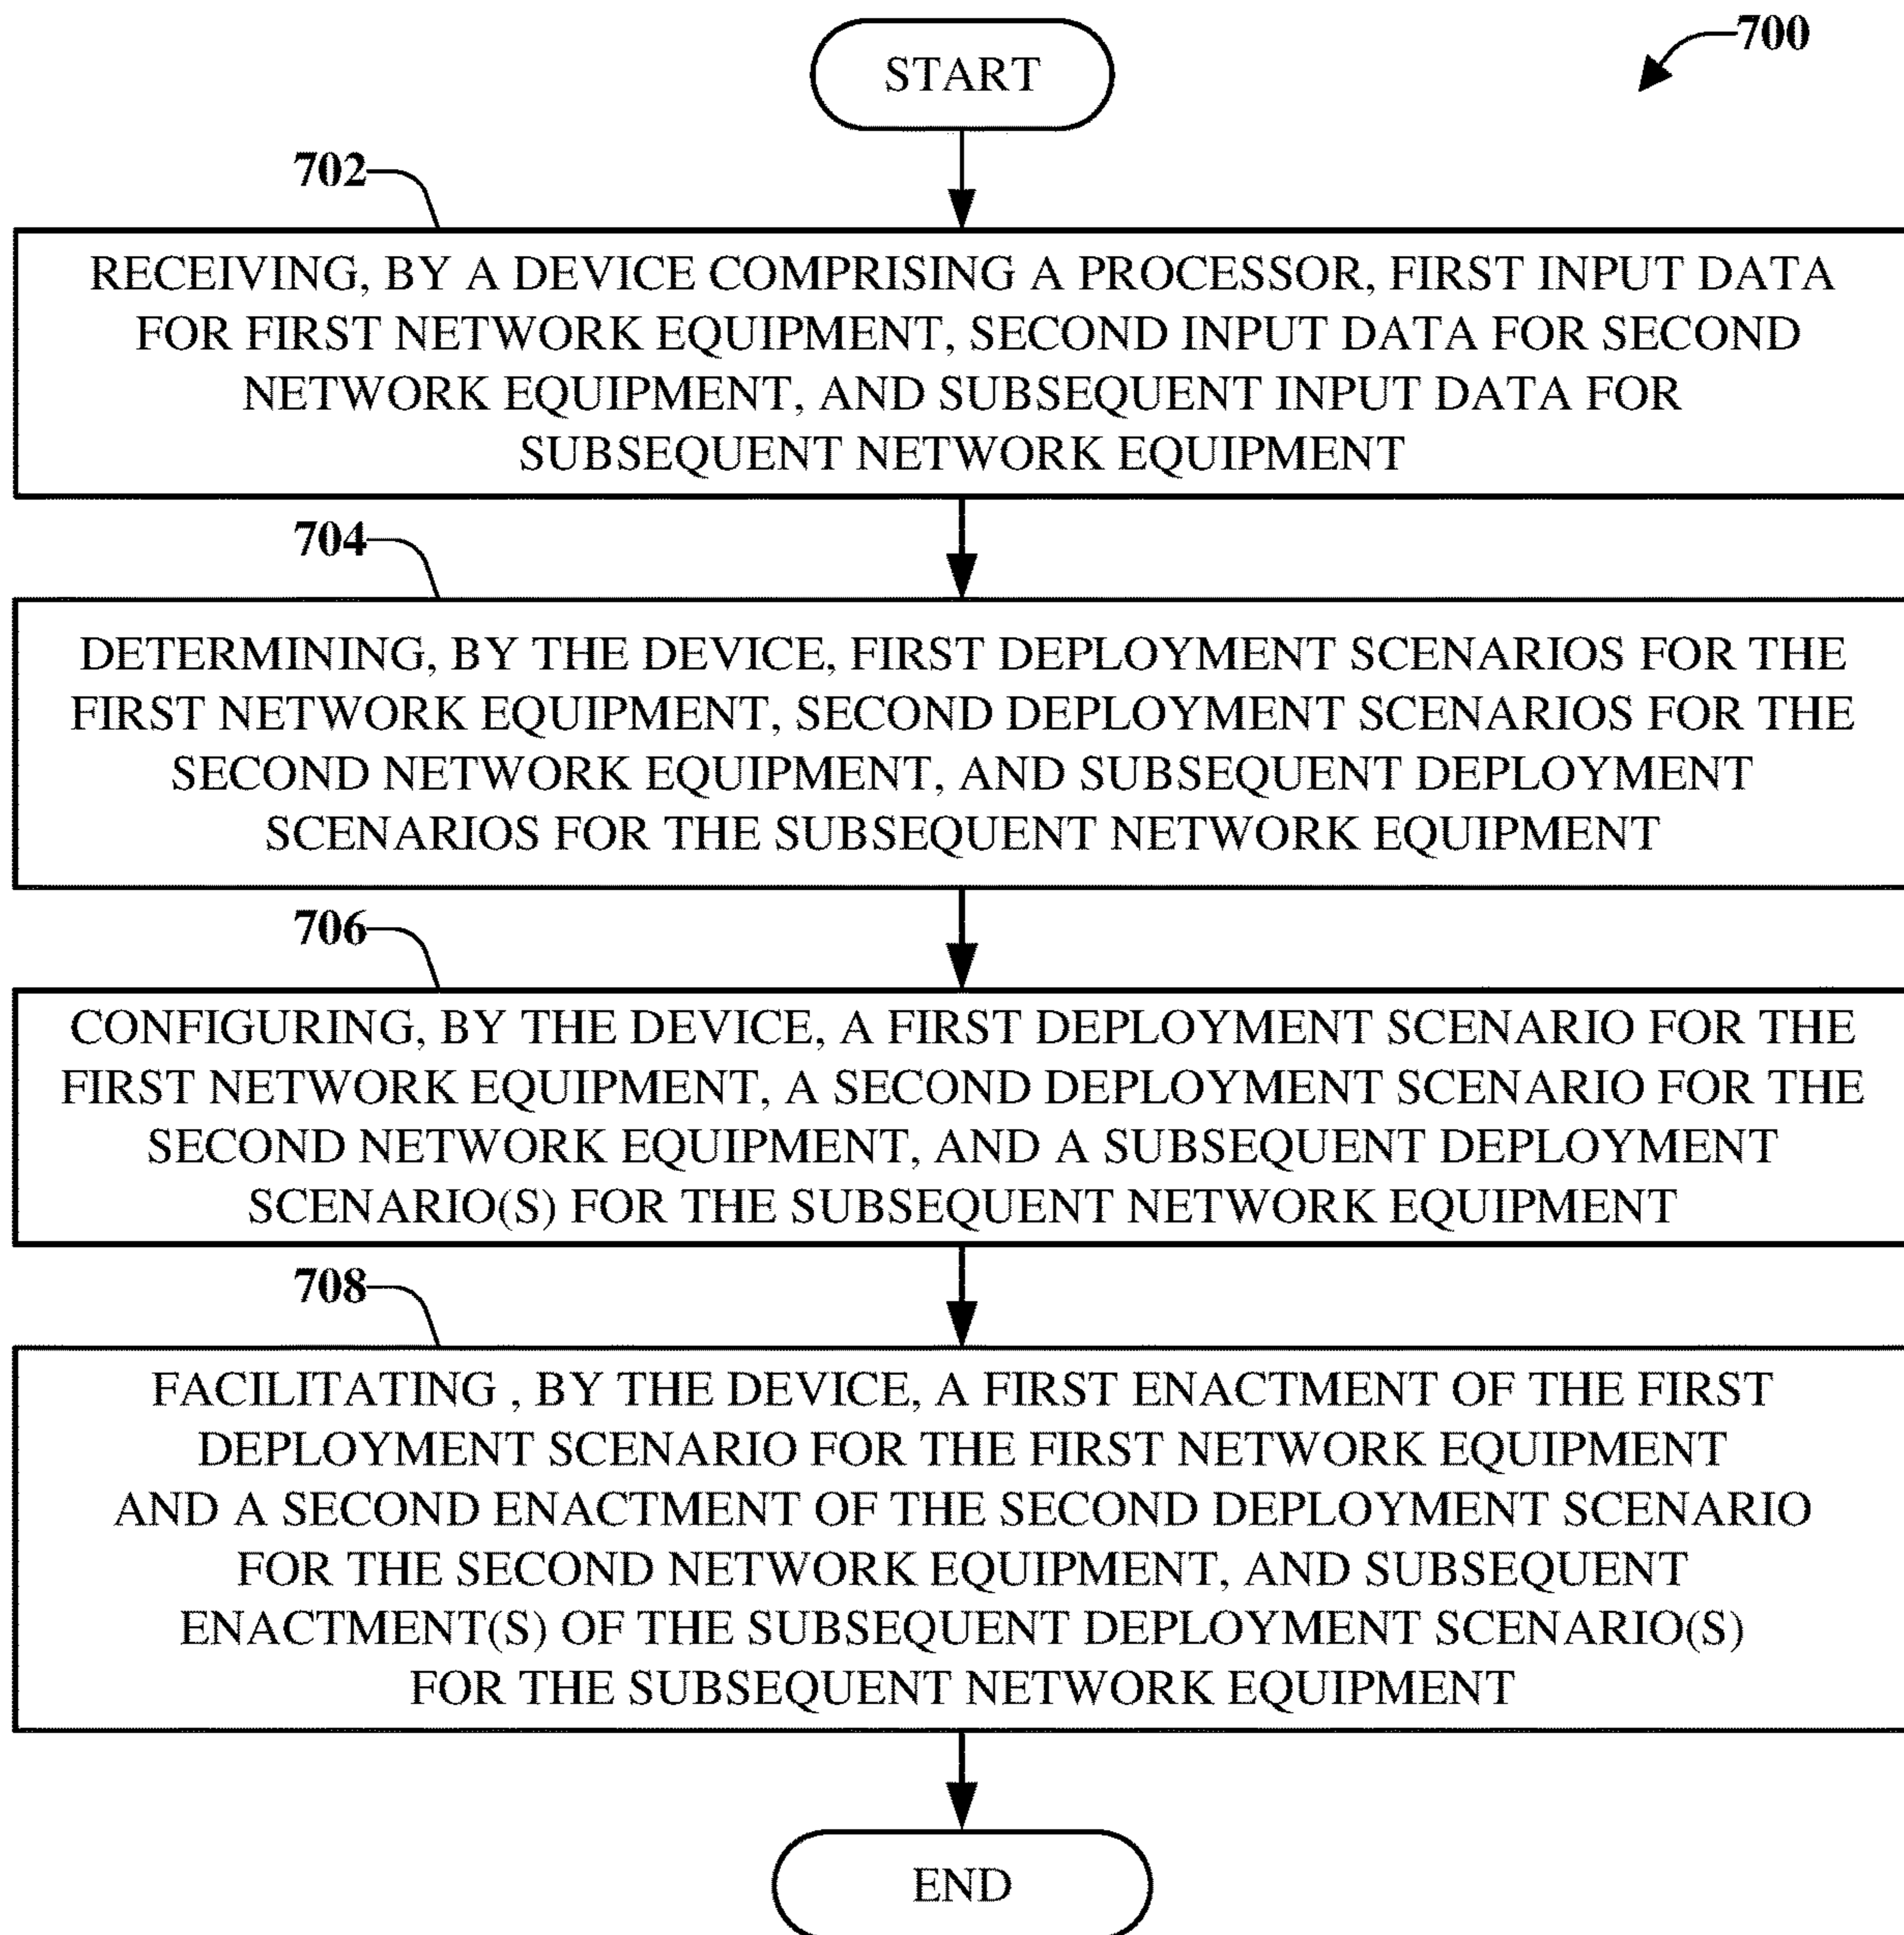 START
700
702
RECEIVING, BY A DEVICE COMPRISING A PROCESSOR, FIRST INPUT DATA
FOR FIRST NETWORK EQUIPMENT, SECOND INPUT DATA FOR SECOND
NETWORK EQUIPMENT, AND SUBSEQUENT INPUT DATA FOR
SUBSEQUENT NETWORK EQUIPMENT
704
DETERMINING, BY THE DEVICE, FIRST DEPLOYMENT SCENARIOS FOR THE
FIRST NETWORK EQUIPMENT, SECOND DEPLOYMENT SCENARIOS FOR THE
SECOND NETWORK EQUIPMENT, AND SUBSEQUENT DEPLOYMENT
SCENARIOS FOR THE SUBSEQUENT NETWORK EQUIPMENT
706
CONFIGURING, BY THE DEVICE, A FIRST DEPLOYMENT SCENARIO FOR THE
FIRST NETWORK EQUIPMENT, A SECOND DEPLOYMENT SCENARIO FOR THE
SECOND NETWORK EQUIPMENT, AND A SUBSEQUENT DEPLOYMENT
SCENARIO(S) FOR THE SUBSEQUENT NETWORK EQUIPMENT
708
FACILITATING , BY THE DEVICE, A FIRST ENACTMENT OF THE FIRST
DEPLOYMENT SCENARIO FOR THE FIRST NETWORK EQUIPMENT
AND A SECOND ENACTMENT OF THE SECOND DEPLOYMENT SCENARIO
FOR THE SECOND NETWORK EQUIPMENT, AND SUBSEQUENT
ENACTMENT(S) OF THE SUBSEQUENT DEPLOYMENT SCENARIO(S)
FOR THE SUBSEQUENT NETWORK EQUIPMENT
END